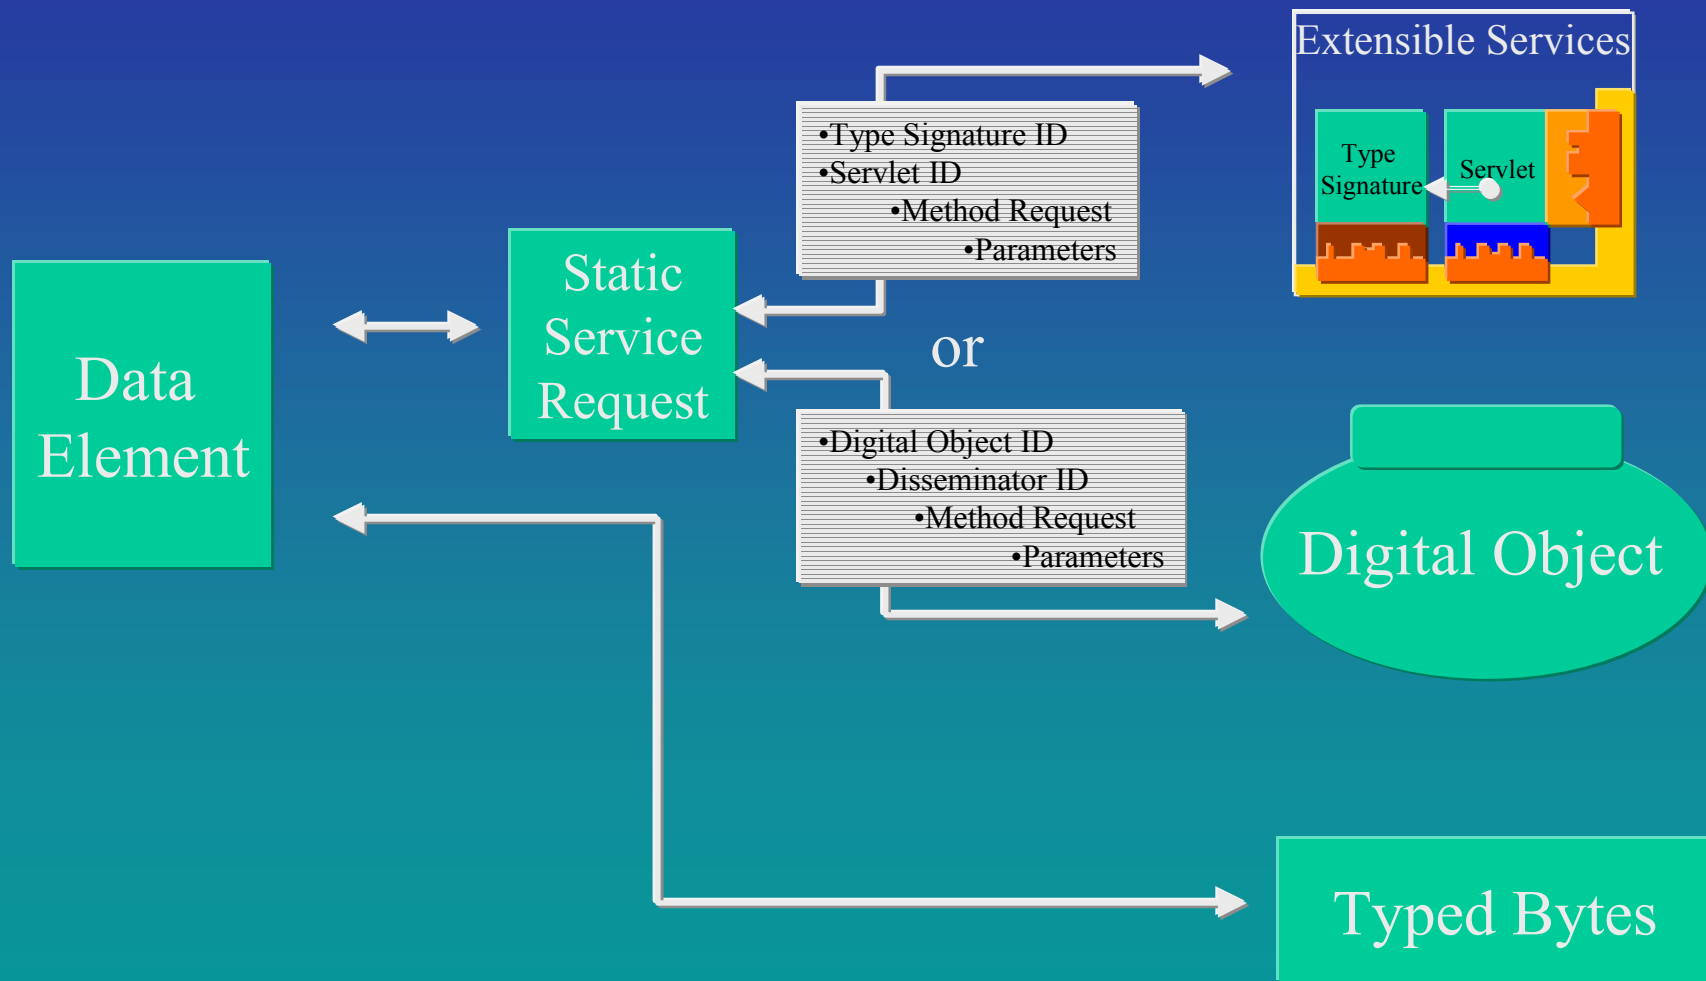 Extensible Services
•Type Signature ID
•Servlet ID
•Method Request
•Parameters
Type
Signature
Servlet
Static
Service
Request
or
Data
Element
•Digital Object ID
•Disseminator ID
•Method Request
•Parameters
Digital Object
Typed Bytes